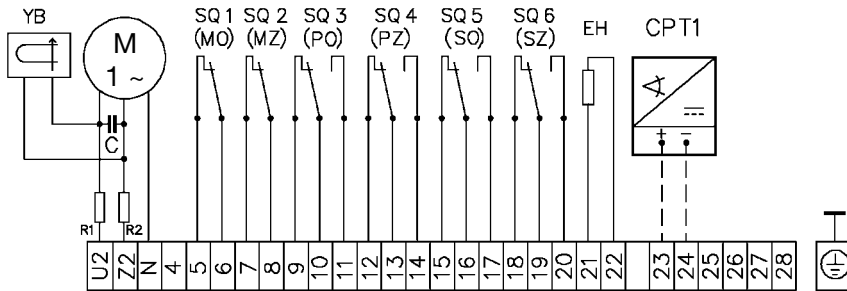 YB
M
1 ~
C
R1
R2
SQ 1
(MO)
SQ 2
(MZ)
SQ 3
(PO)
SQ 4
(PZ)
SQ 5
(SO)
SQ 6
(SZ)
EH
CPT1
+ −
U2 Z2 N 4 5 6 7 8 9 10 11 12 13 14 15 16 17 18 19 20 21 22 23 24 25 26 27 28